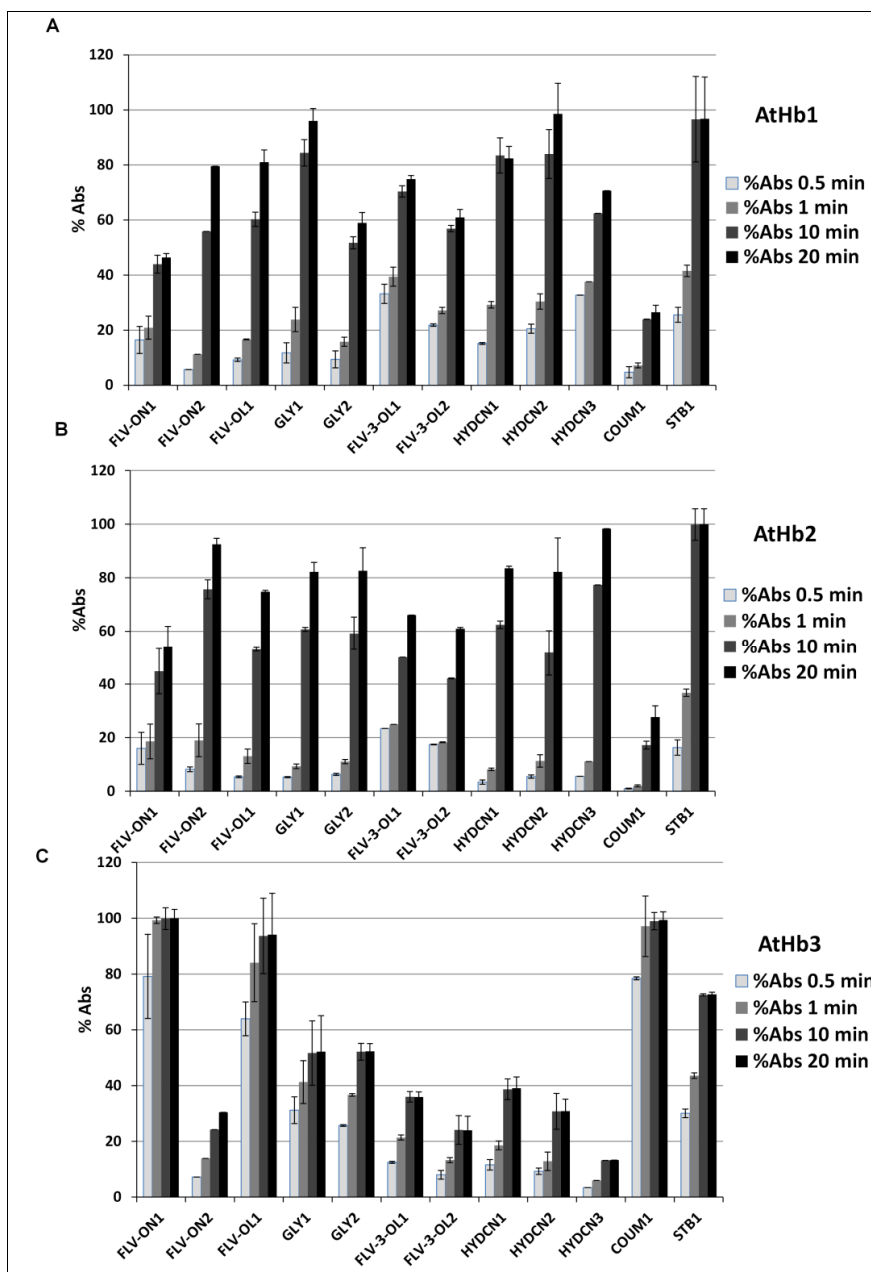 A
120
100
80
60
40
20
0
% Abs
FLV-ON1
FLV-ON2
FLV-OL1
GLY1
GLY2
FLV-3-OL1
FLV-3-OL2
HYDCN1
HYDCN2
HYDCN3
COUM1
STB1
AtHb1
%Abs 0.5 min
%Abs 1 min
%Abs 10 min
%Abs 20 min
B
120
100
80
60
40
20
0
%Abs
FLV-ON1
FLV-ON2
FLV-OL1
GLY1
GLY2
FLV-3-OL1
FLV-3-OL2
HYDCN1
HYDCN2
HYDCN3
COUM1
STB1
AtHb2
%Abs 0.5 min
%Abs 1 min
%Abs 10 min
%Abs 20 min
C
120
100
80
60
40
20
0
% Abs
FLV-ON1
FLV-ON2
FLV-OL1
GLY1
GLY2
FLV-3-OL1
FLV-3-OL2
HYDCN1
HYDCN2
HYDCN3
COUM1
STB1
AtHb3
%Abs 0.5 min
%Abs 1 min
%Abs 10 min
%Abs 20 min